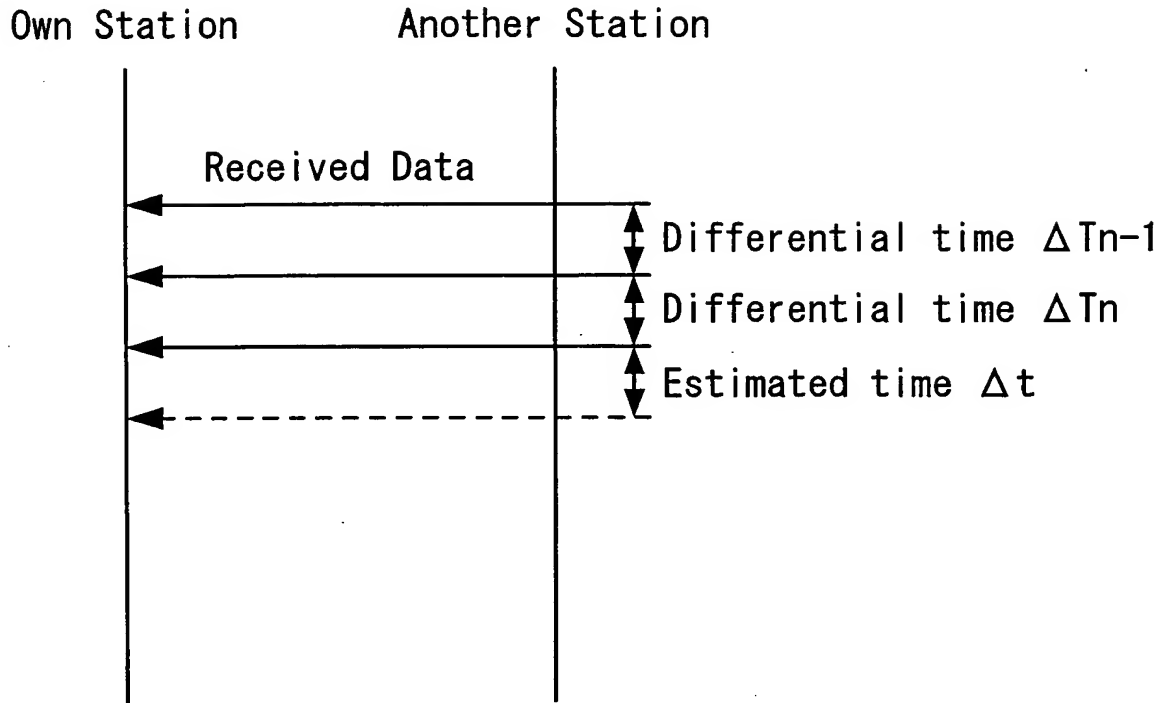 Own Station
Another Station
Received Data
Differential time ΔTn-1
Differential time ΔTn
Estimated time Δt